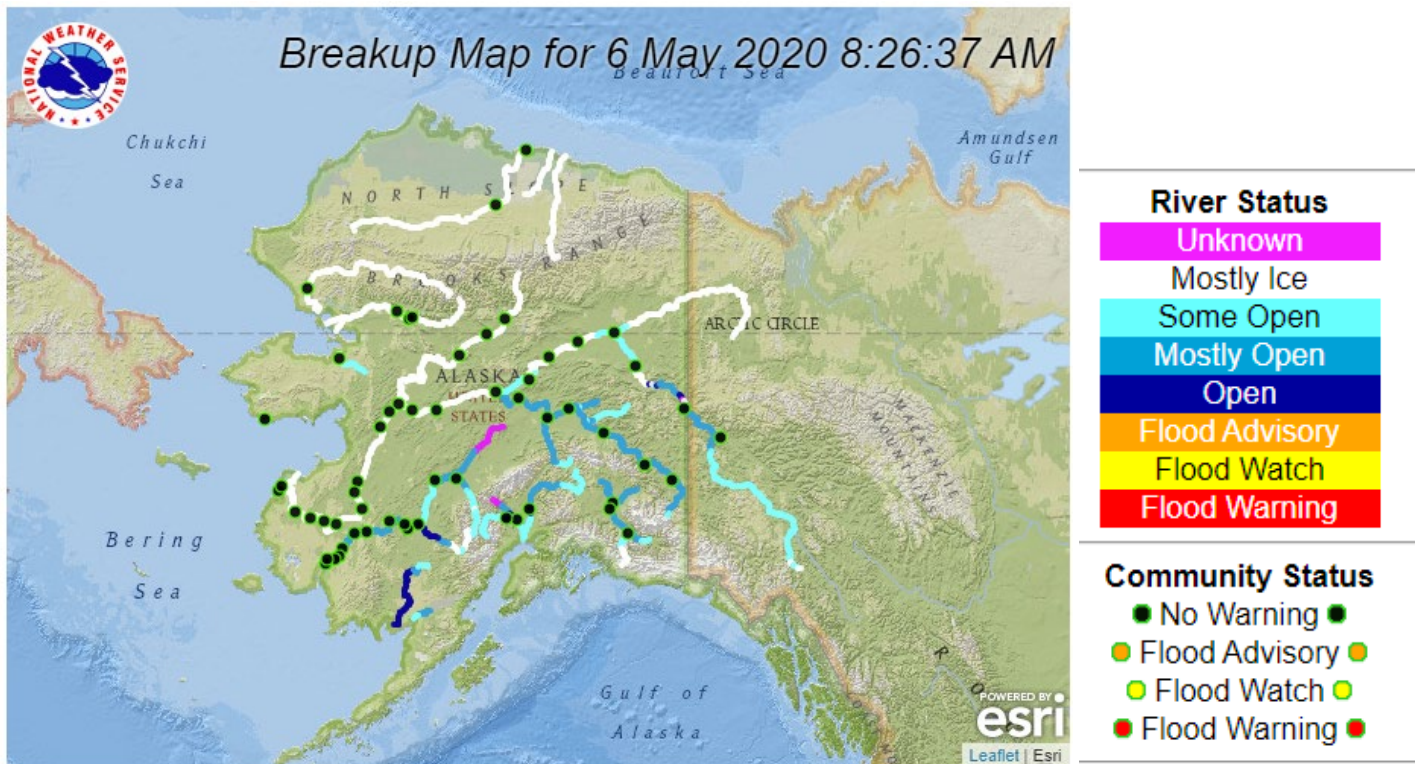 NATIONAL WEATHER SERVICE
Breakup Map for 6 May 2020 8:26:37 AM
Beaufort Sea
Chukchi
Sea
Amundsen
Gulf
NORTH SLOPE
BROOKS RANGE
ARCTIC CIRCLE
ALASKA
STATES
MACKENZIE
MOUNTAINS
Bering
Sea
Gulf of
Alaska
R O
POWERED BY
esri
Leaflet | Esri
River Status
Unknown
Mostly Ice
Some Open
Mostly Open
Open
Flood Advisory
Flood Watch
Flood Warning
Community Status
No Warning
Flood Advisory
Flood Watch
Flood Warning